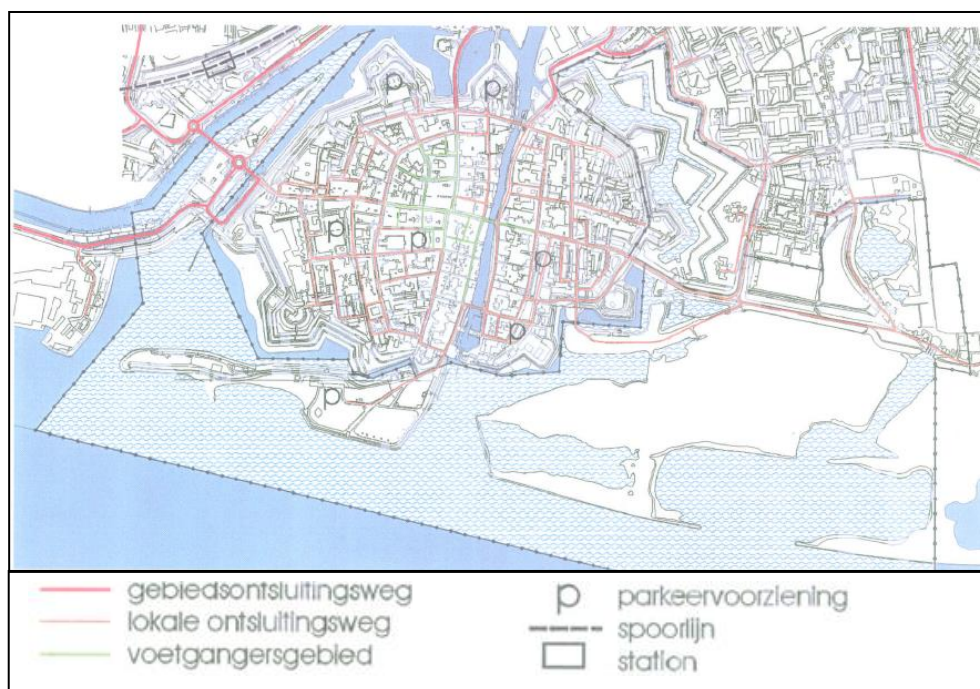 p
p
p
p
p
p
p
gebiedsontsluitingsweg
lokale ontsluitingsweg
voetgangersgebied
p parkeervoorziening
spoorlijn
station